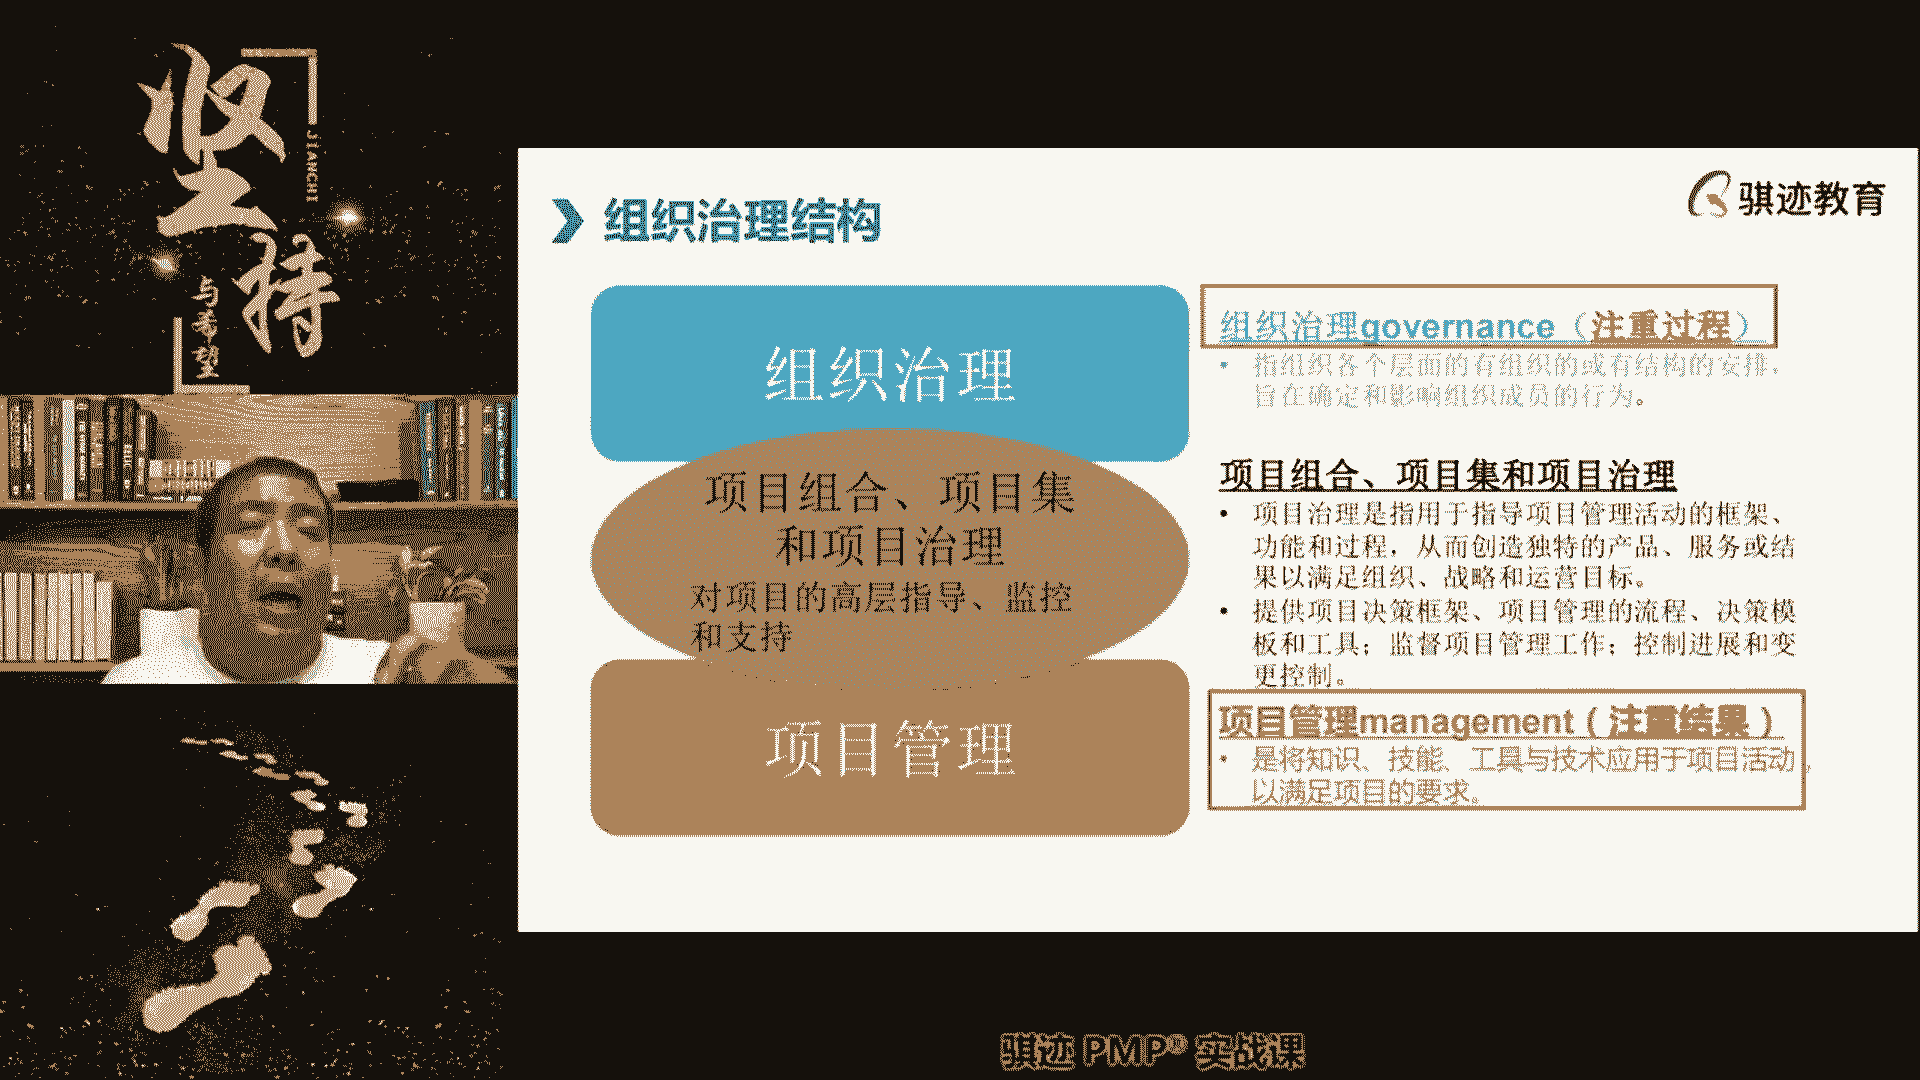 坚
JIANCHI
持
与希望
组织治理结构
骐迹教育
组织治理
项目组合、项目集
和项目治理
对项目的高层指导、监控
和支持
项目管理
组织治理governance（注重过程）
• 指组织各个层面的有组织的或有结构的安排，
旨在确定和影响组织成员的行为。
项目组合、项目集和项目治理
• 项目治理是指用于指导项目管理活动的框架、
功能和过程，从而创造独特的产品、服务或结
果以满足组织、战略和运营目标。
• 提供项目决策框架、项目管理的流程、决策模
板和工具；监督项目管理工作；控制进展和变
更控制。
项目管理management（注重结果）
• 是将知识、技能、工具与技术应用于项目活动，
以满足项目的要求。
骐迹 PMP® 实战课